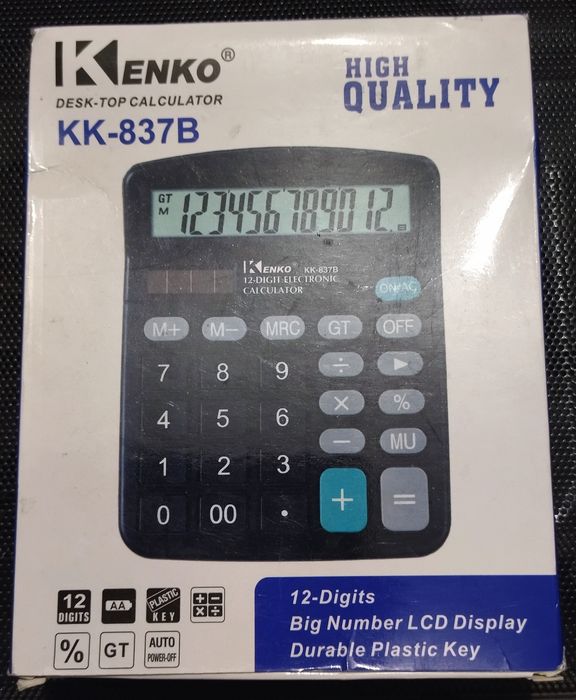 KENKO®
DESK-TOP CALCULATOR
KK-837B
HIGH
QUALITY
GT
M
123456789012.
KENKO KK-837B
12-DIGIT ELECTRONIC
CALCULATOR
ON/AC
M+ M− MRC GT OFF
7 8 9 ÷ ▶
4 5 6 × %
1 2 3 − MU
0 00 . + =
12
DIGITS
AA
PLASTIC
KEY
+ − × ÷
% GT AUTO
POWER-OFF
12-Digits
Big Number LCD Display
Durable Plastic Key